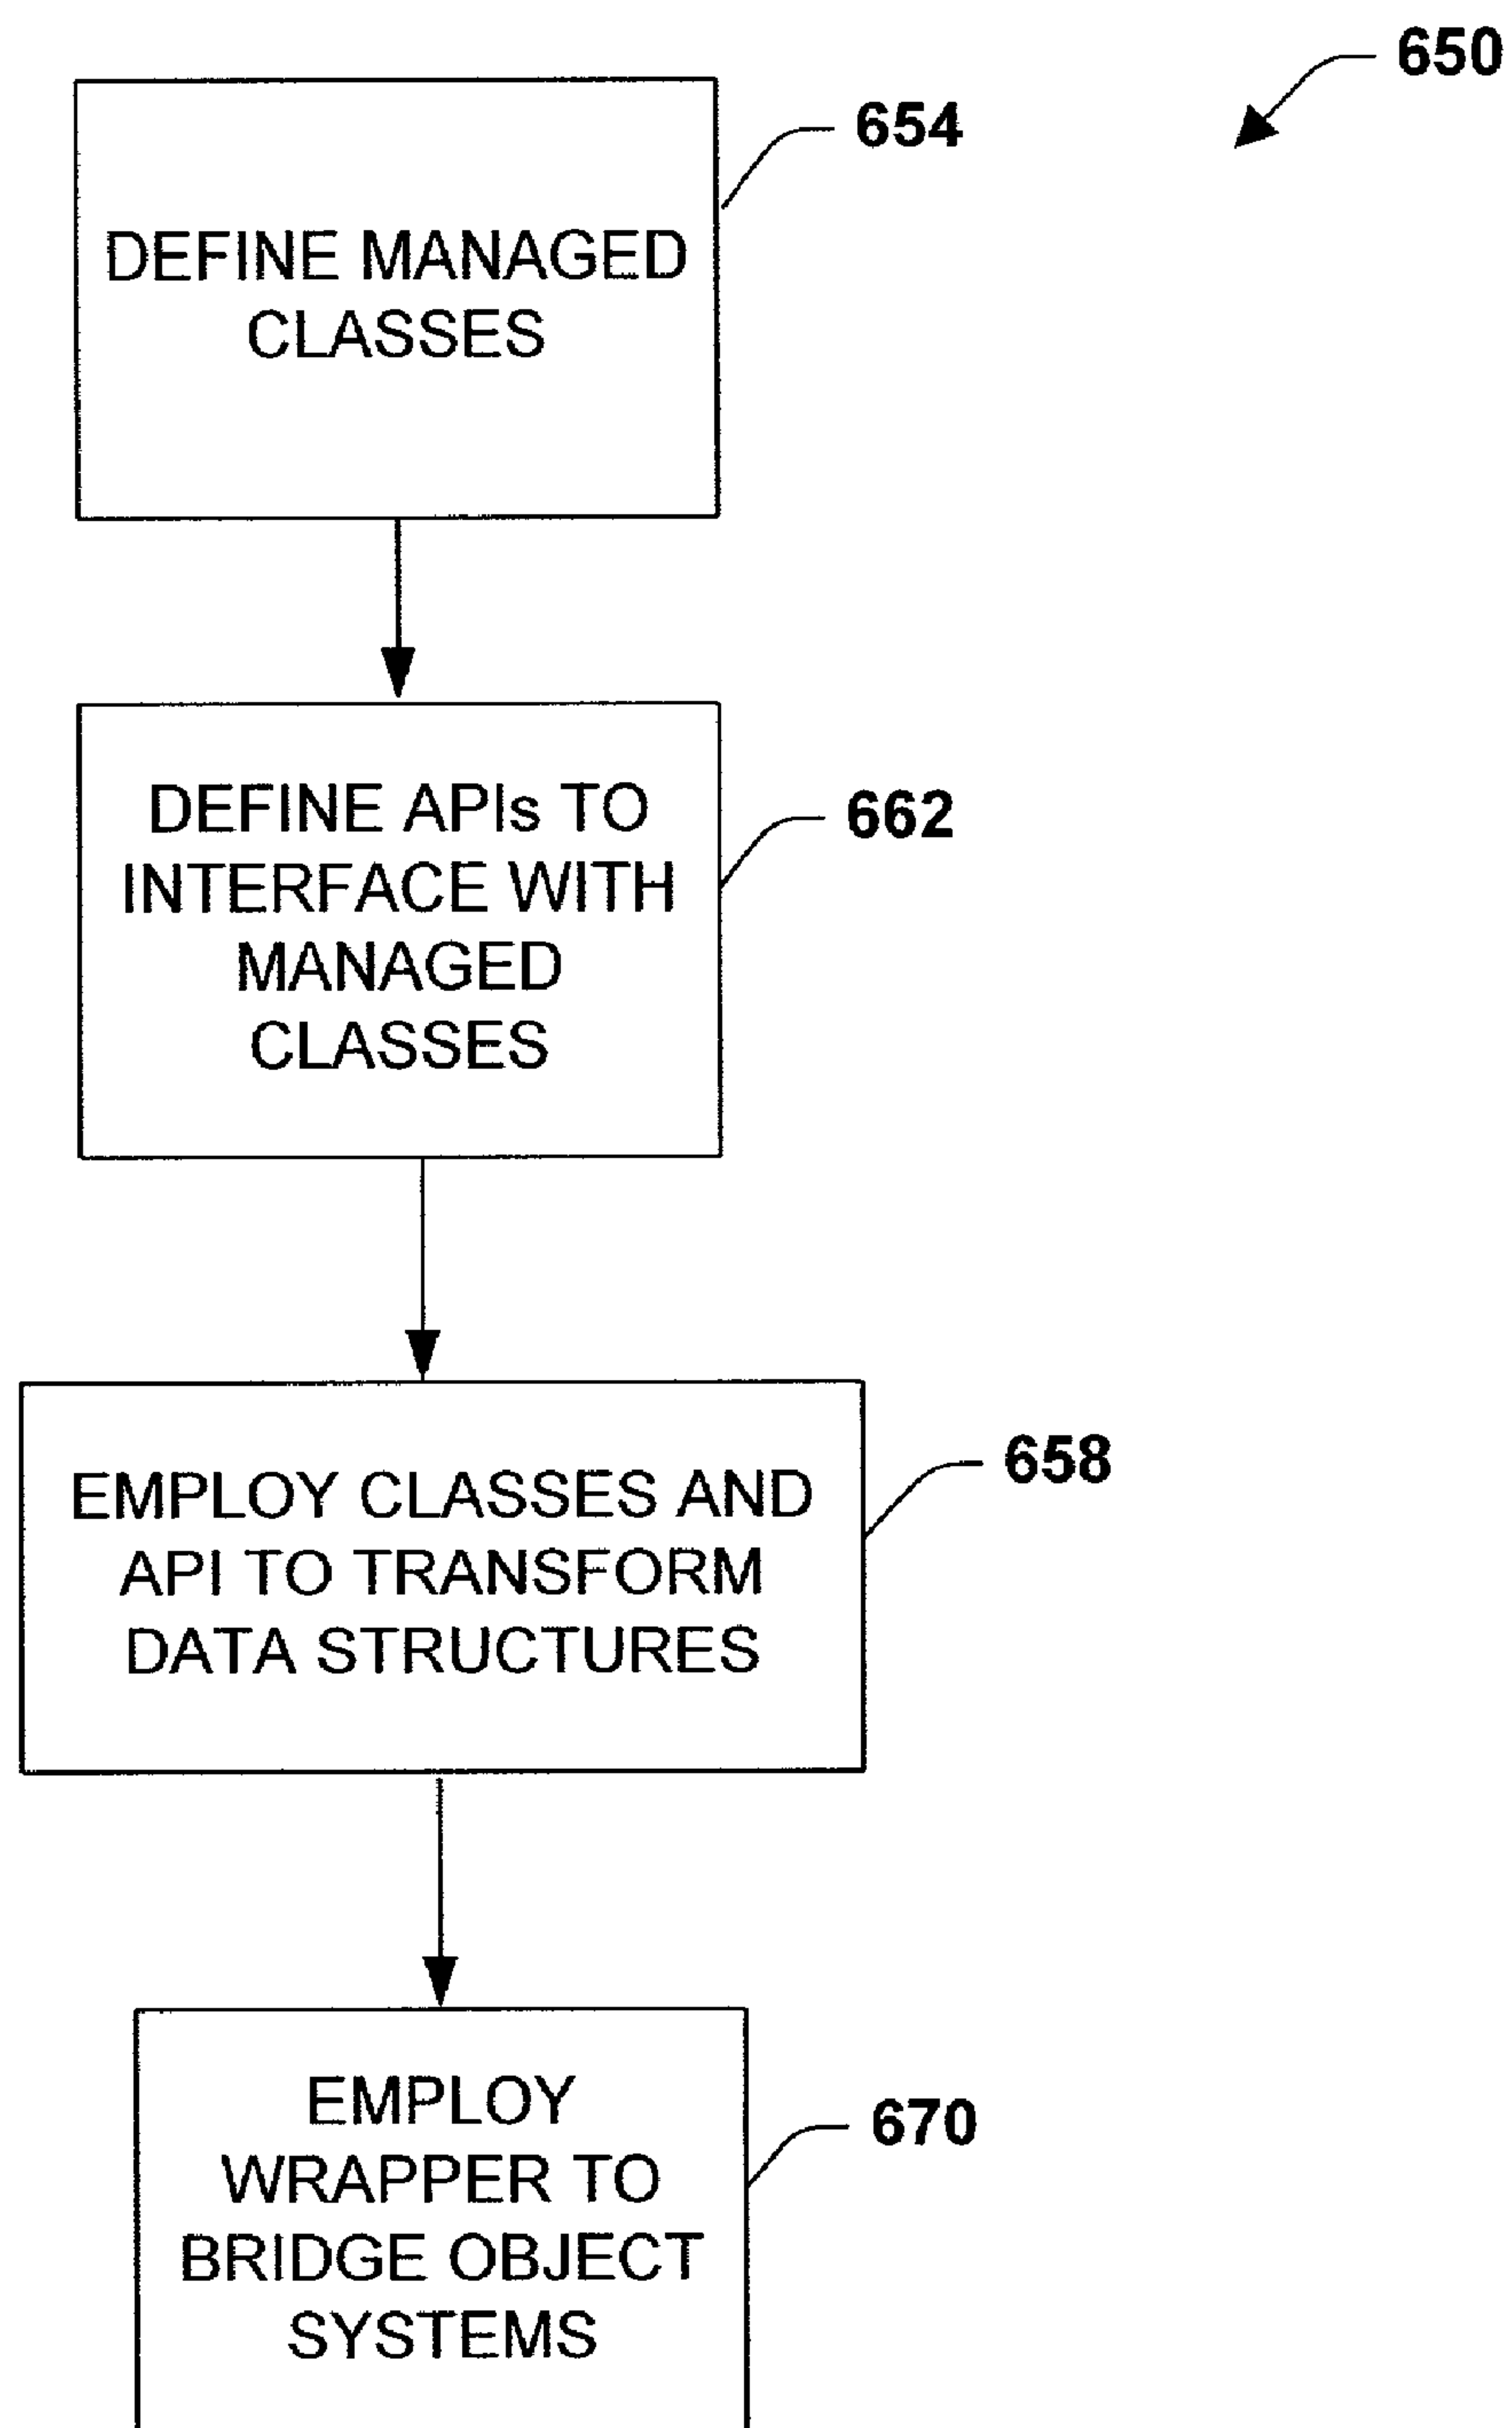 650
654
DEFINE MANAGED
CLASSES
662
DEFINE APIs TO
INTERFACE WITH
MANAGED
CLASSES
658
EMPLOY CLASSES AND
API TO TRANSFORM
DATA STRUCTURES
670
EMPLOY
WRAPPER TO
BRIDGE OBJECT
SYSTEMS